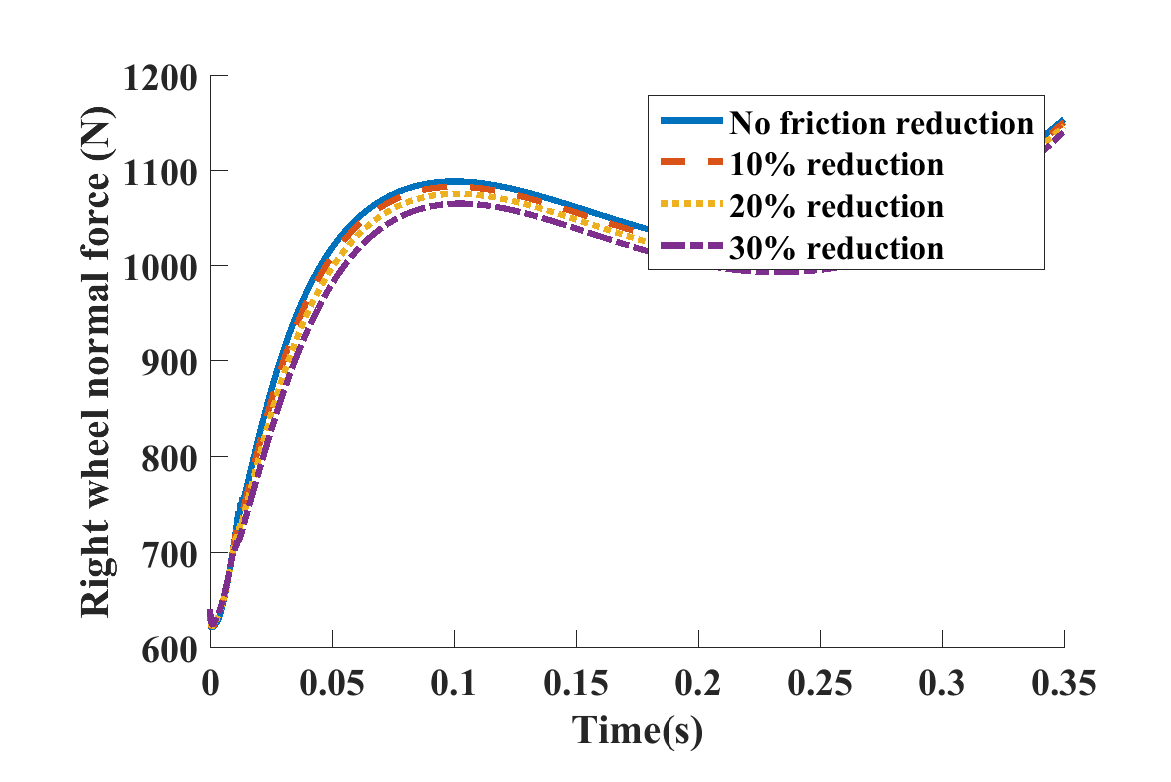 Right wheel normal force (N)
1200
1100
1000
900
800
700
600
No friction reduction
10% reduction
20% reduction
30% reduction
0 0.05 0.1 0.15 0.2 0.25 0.3 0.35
Time(s)